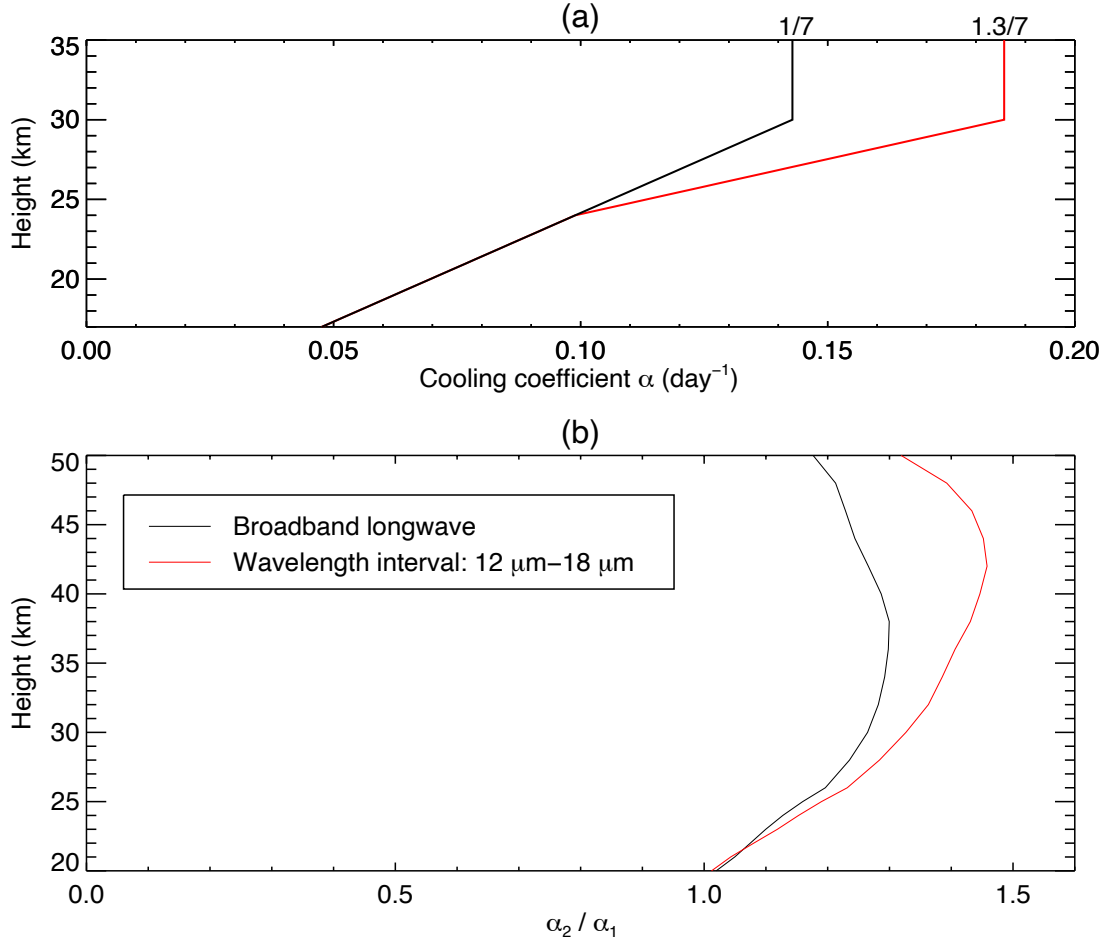 (a)
1/7 1.3/7
35
30
25
20
Height (km)
0.00 0.05 0.10 0.15 0.20
Cooling coefficient α (day⁻¹)
(b)
50
45
40
35
30
25
20
Height (km)
Broadband longwave
Wavelength interval: 12 μm−18 μm
0.0 0.5 1.0 1.5
α₂ / α₁